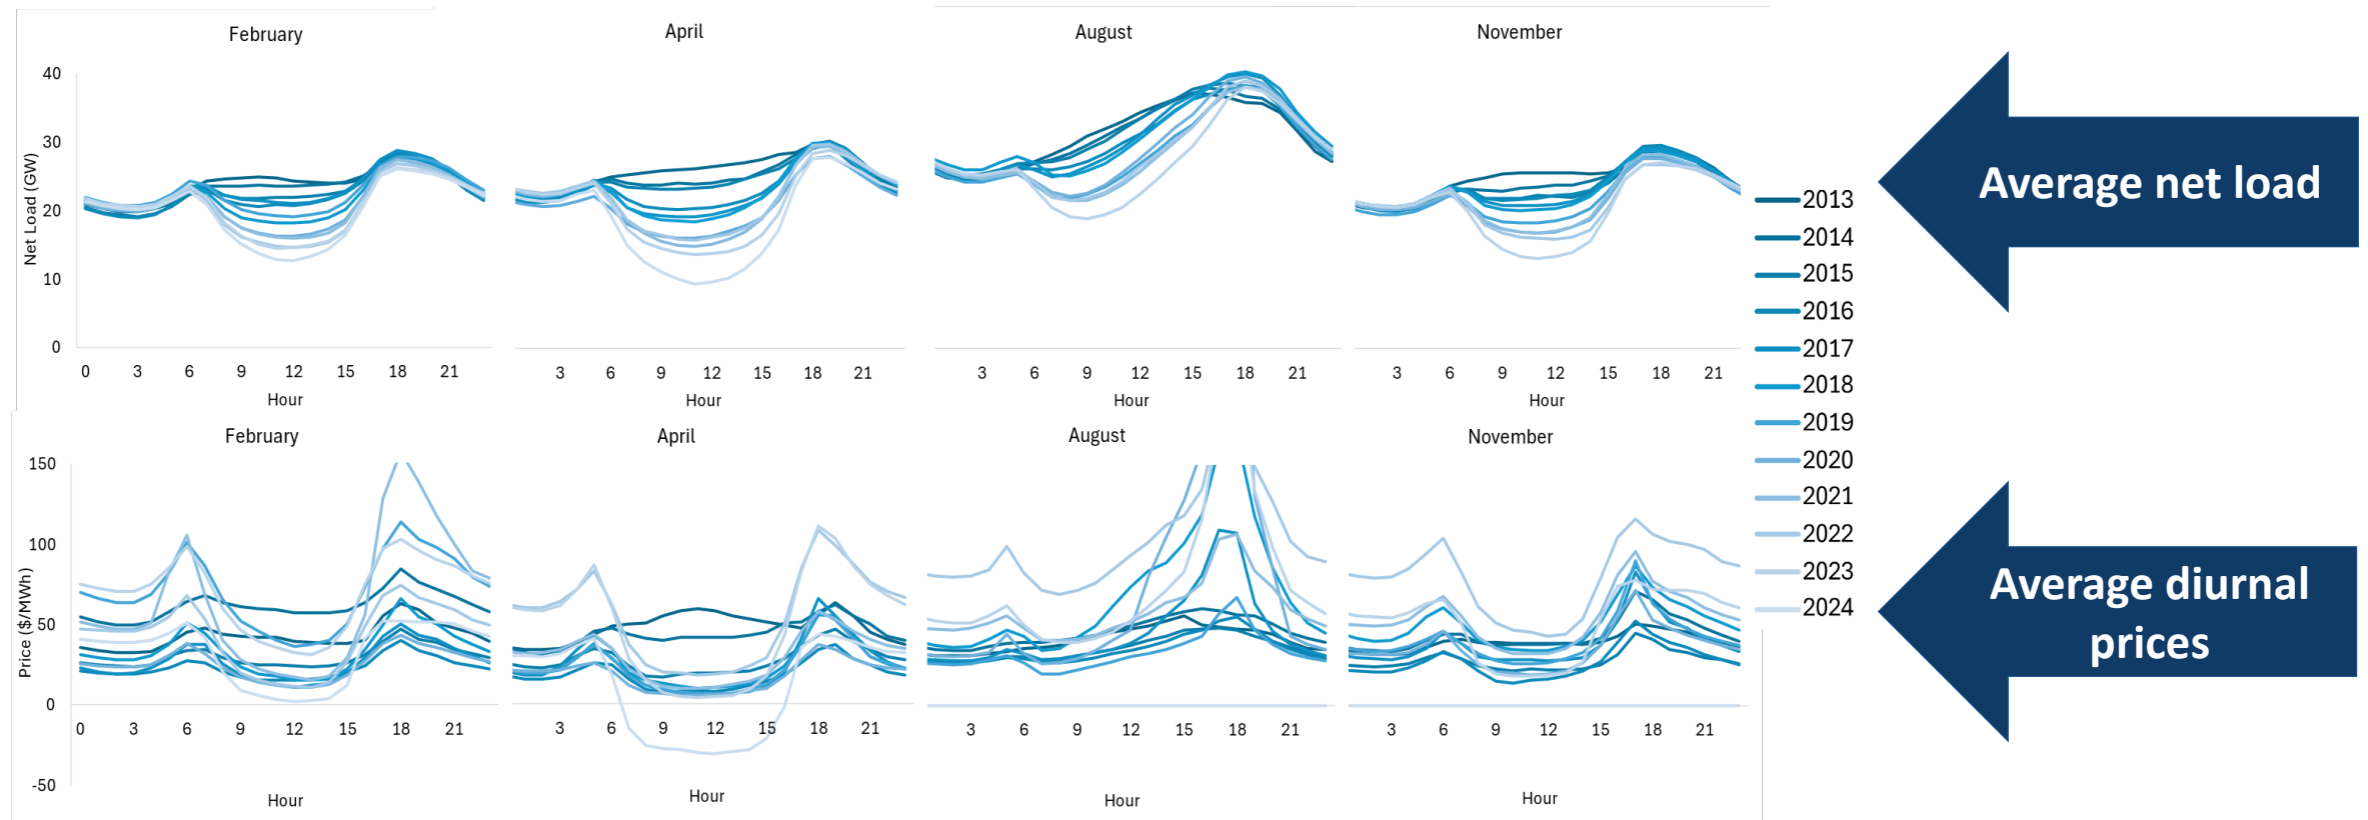 February
April
August
November
Net Load (GW)
40
30
20
10
0
0 3 6 9 12 15 18 21
3 6 9 12 15 18 21
3 6 9 12 15 18 21
3 6 9 12 15 18 21
Hour
Hour
Hour
Hour
February
April
August
November
Price ($/MWh)
150
100
50
0
-50
0 3 6 9 12 15 18 21
3 6 9 12 15 18 21
3 6 9 12 15 18 21
3 6 9 12 15 18 21
Hour
Hour
Hour
Hour
2013
2014
2015
2016
2017
2018
2019
2020
2021
2022
2023
2024
Average net load
Average diurnal
prices